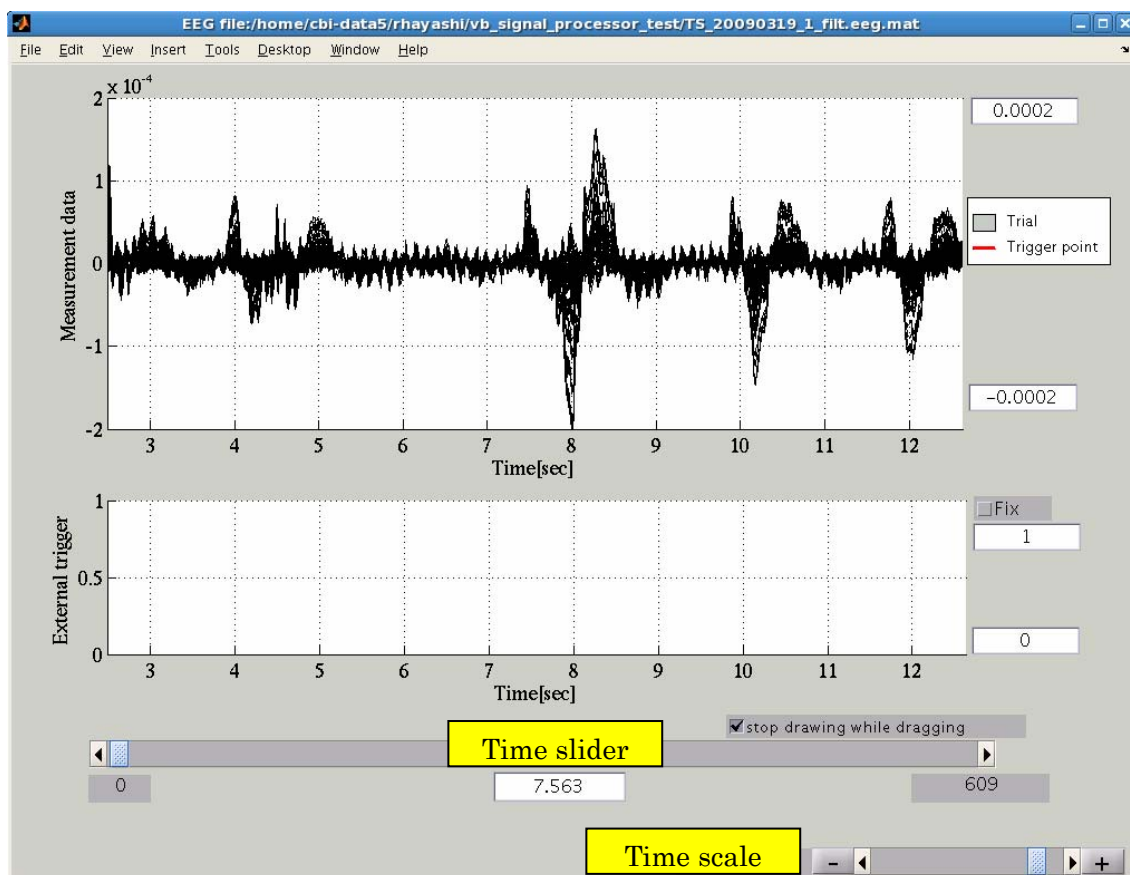 EEG file:/home/cbi-data5/rhayashi/vb_signal_processor_test/TS_20090319_1_filt.eeg.mat
File Edit View Insert Tools Desktop Window Help
x 10^-4
2
1
0
-1
-2
Measurement data
3 4 5 6 7 8 9 10 11 12
Time[sec]
0.0002
Trial
Trigger point
-0.0002
1
0.5
0
External trigger
3 4 5 6 7 8 9 10 11 12
Time[sec]
Fix
1
0
stop drawing while dragging
Time slider
0 7.563 609
Time scale - +